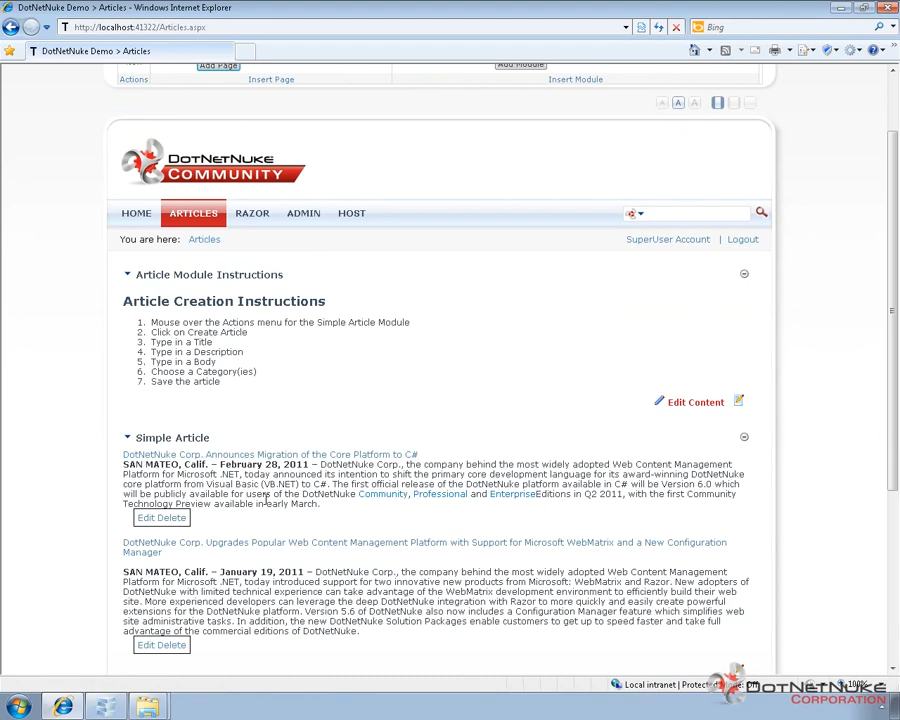 DotNetNuke Demo > Articles - Windows Internet Explorer
http://localhost:41322/Articles.aspx
Bing
DotNetNuke Demo > Articles
Add Page
Add Module
Actions
Insert Page
Insert Module
A A A
DOTNETNUKE
COMMUNITY
HOME ARTICLES RAZOR ADMIN HOST
You are here: Articles
SuperUser Account | Logout
Article Module Instructions
Article Creation Instructions
1. Mouse over the Actions menu for the Simple Article Module
2. Click on Create Article
3. Type in a Title
4. Type in a Description
5. Type in a Body
6. Choose a Category(ies)
7. Save the article
Edit Content
Simple Article
DotNetNuke Corp. Announces Migration of the Core Platform to C#
SAN MATEO, Calif. – February 28, 2011 – DotNetNuke Corp., the company behind the most widely adopted Web Content Management
Platform for Microsoft .NET, today announced its intention to shift the primary core development language for its award-winning DotNetNuke
core platform from Visual Basic (VB.NET) to C#. The first official release of the DotNetNuke platform available in C# will be Version 6.0 which
will be publicly available for users of the DotNetNuke Community, Professional and EnterpriseEditions in Q2 2011, with the first Community
Technology Preview available in early March.
Edit Delete
DotNetNuke Corp. Upgrades Popular Web Content Management Platform with Support for Microsoft WebMatrix and a New Configuration
Manager
SAN MATEO, Calif. – January 19, 2011 – DotNetNuke Corp., the company behind the most widely adopted Web Content Management
Platform for Microsoft .NET, today introduced support for two innovative new products from Microsoft: WebMatrix and Razor. New adopters of
DotNetNuke with limited technical experience can take advantage of the WebMatrix development environment to efficiently build their web
site. More experienced developers can leverage the deep DotNetNuke integration with Razor to more quickly and easily create powerful
extensions for the DotNetNuke platform. Version 5.6 of DotNetNuke also now includes a Configuration Manager feature which simplifies web
site administrative tasks. In addition, the new DotNetNuke Solution Packages enable customers to get up to speed faster and take full
advantage of the commercial editions of DotNetNuke.
Edit Delete
Local intranet | Protected Mode: Off
100%
DOTNETNUKE
CORPORATION